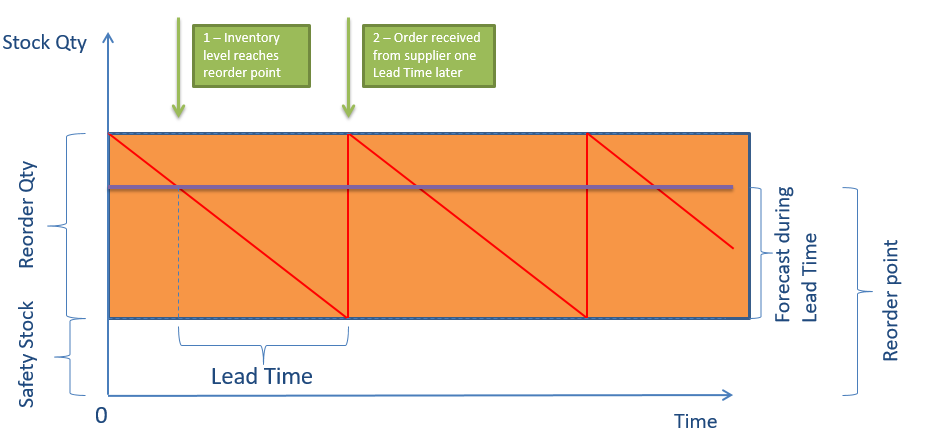 Stock Qty
1 – Inventory
level reaches
reorder point
2 – Order received
from supplier one
Lead Time later
Reorder Qty
Safety Stock
Forecast during
Lead Time
Reorder point
Lead Time
0
Time